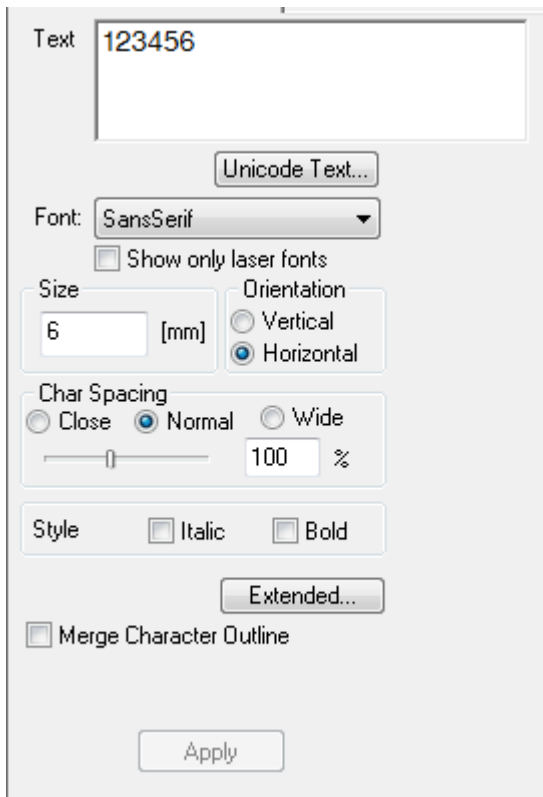 Text 123456
Unicode Text...
Font: SansSerif
Show only laser fonts
Size Orientation
6 [mm] Vertical
Horizontal
Char Spacing
Close Normal Wide
100 %
Style Italic Bold
Extended...
Merge Character Outline
Apply